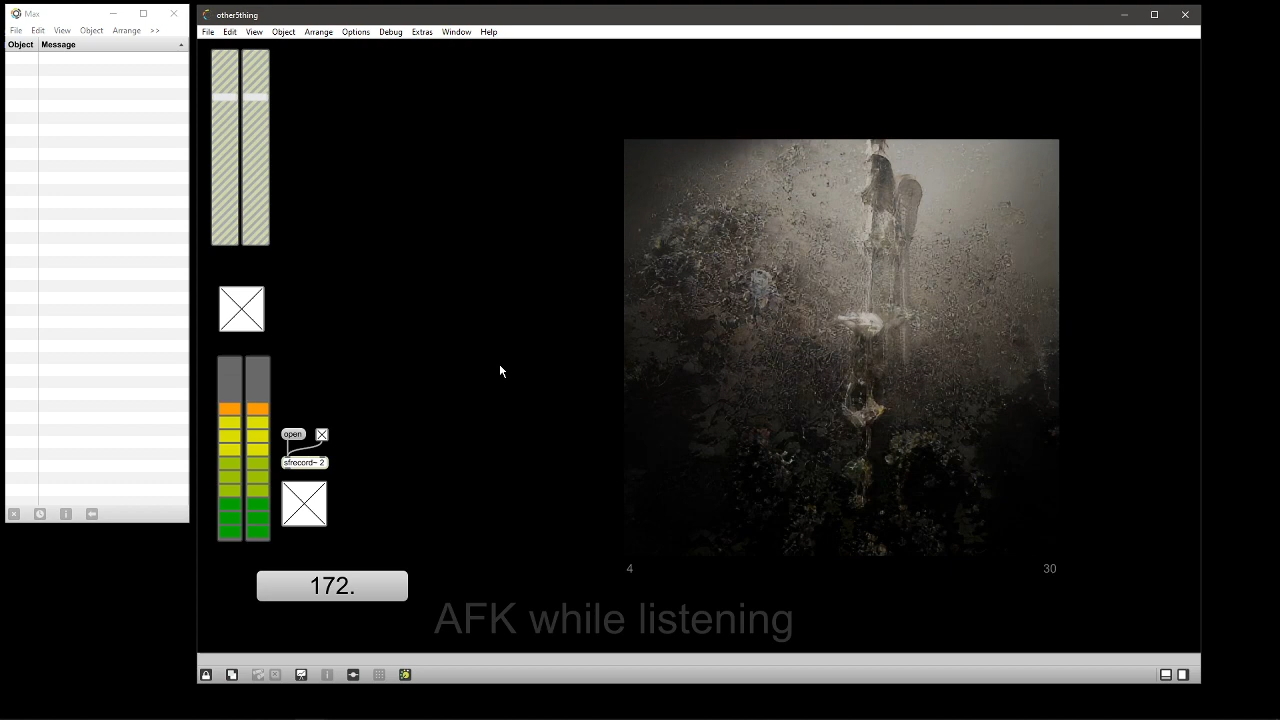 Max
File Edit View Object Arrange >>
Object Message
other5thing
File Edit View Object Arrange Options Debug Extras Window Help
open
sfrecord~ 2
172.
4 30
AFK while listening